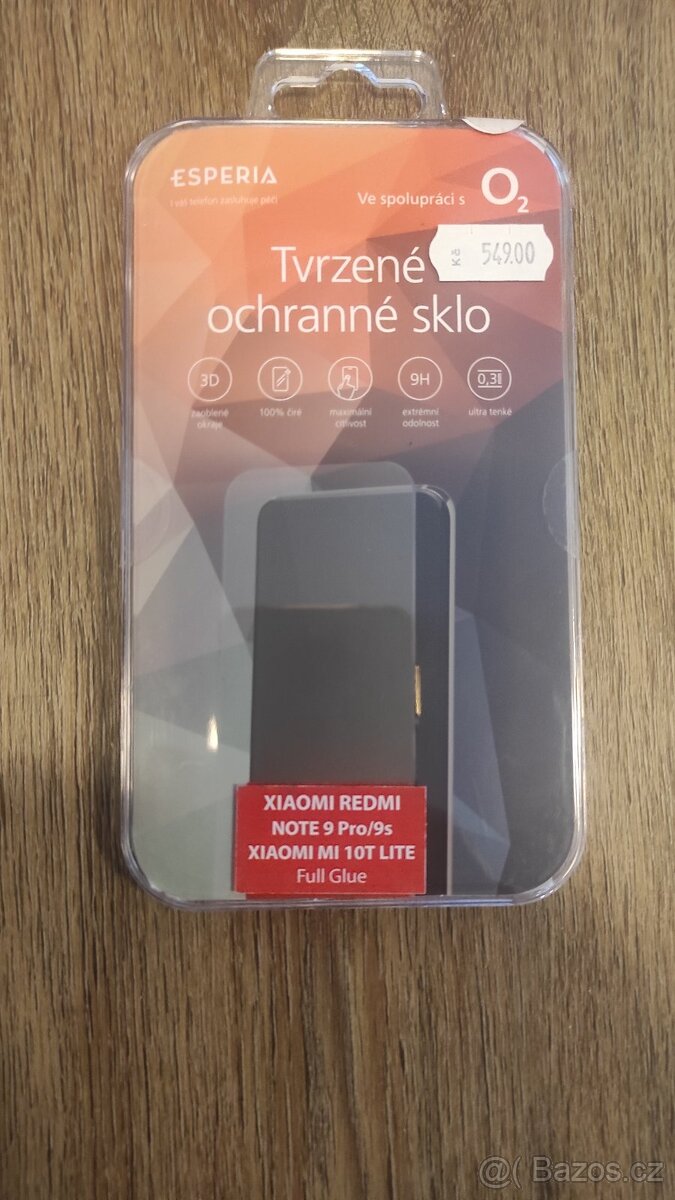 ESPERIA
I váš telefon zasluhuje péči
Ve spolupráci s O2
Kč 549.00
Tvrzené
ochranné sklo
3D
9H
0,3
zaoblené
okraje
100% čiré
maximální
citlivost
extrémní
odolnost
ultra tenké
XIAOMI REDMI
NOTE 9 Pro/9s
XIAOMI MI 10T LITE
Full Glue
@( Bazos.cz